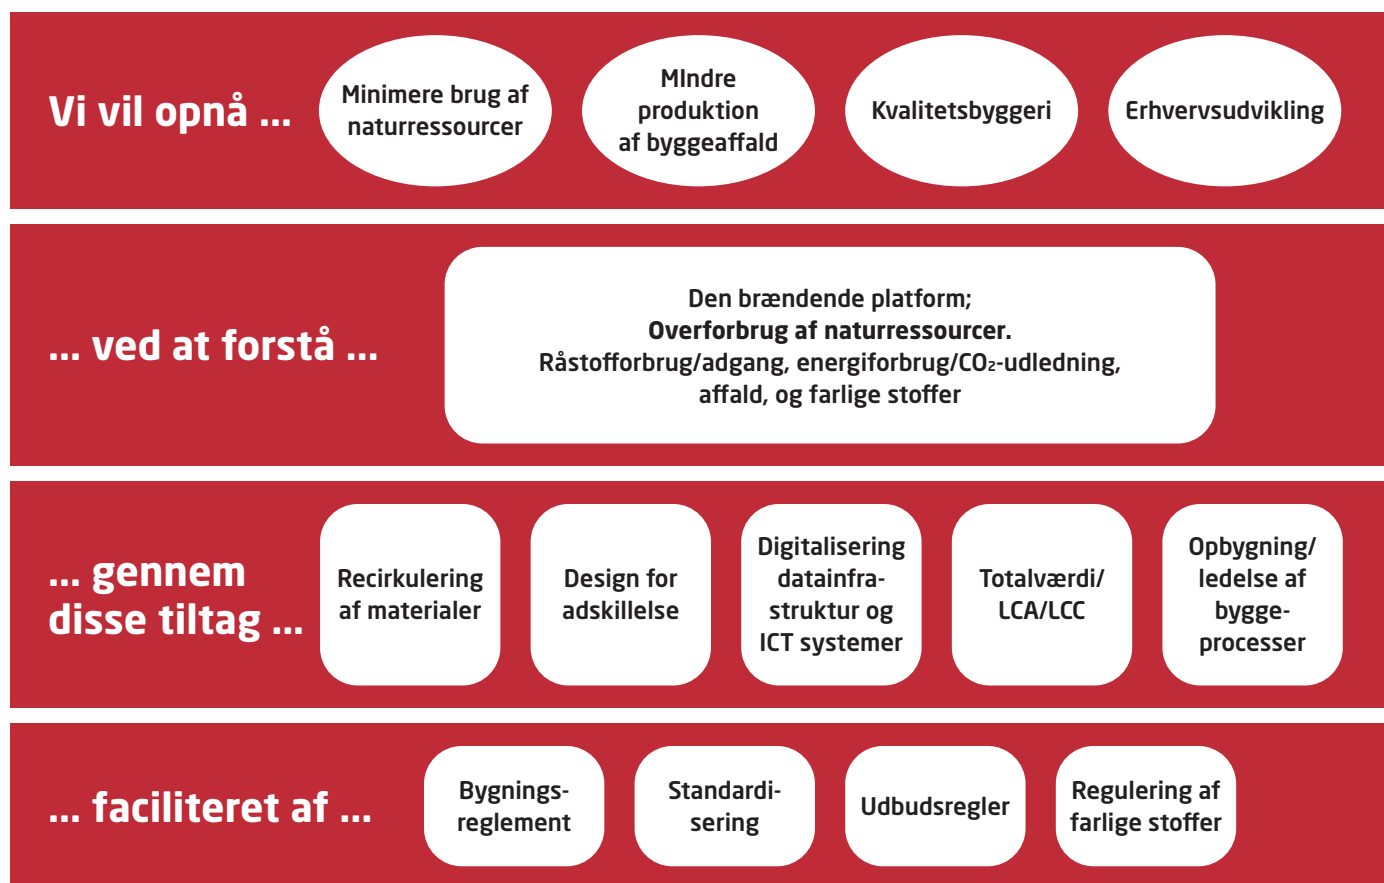 Vi vil opnå ...
Minimere brug af
naturressourcer
MIndre
produktion
af byggeaffald
Kvalitetsbyggeri
Erhvervsudvikling
... ved at forstå ...
Den brændende platform;
Overforbrug af naturressourcer.
Råstofforbrug/adgang, energiforbrug/CO₂-udledning,
affald, og farlige stoffer
... gennem
disse tiltag ...
Recirkulering
af materialer
Design for
adskillelse
Digitalisering
datainfra-
struktur og
ICT systemer
Totalværdi/
LCA/LCC
Opbygning/
ledelse af
bygge-
processer
... faciliteret af ...
Bygnings-
reglement
Standardi-
sering
Udbudsregler
Regulering af
farlige stoffer